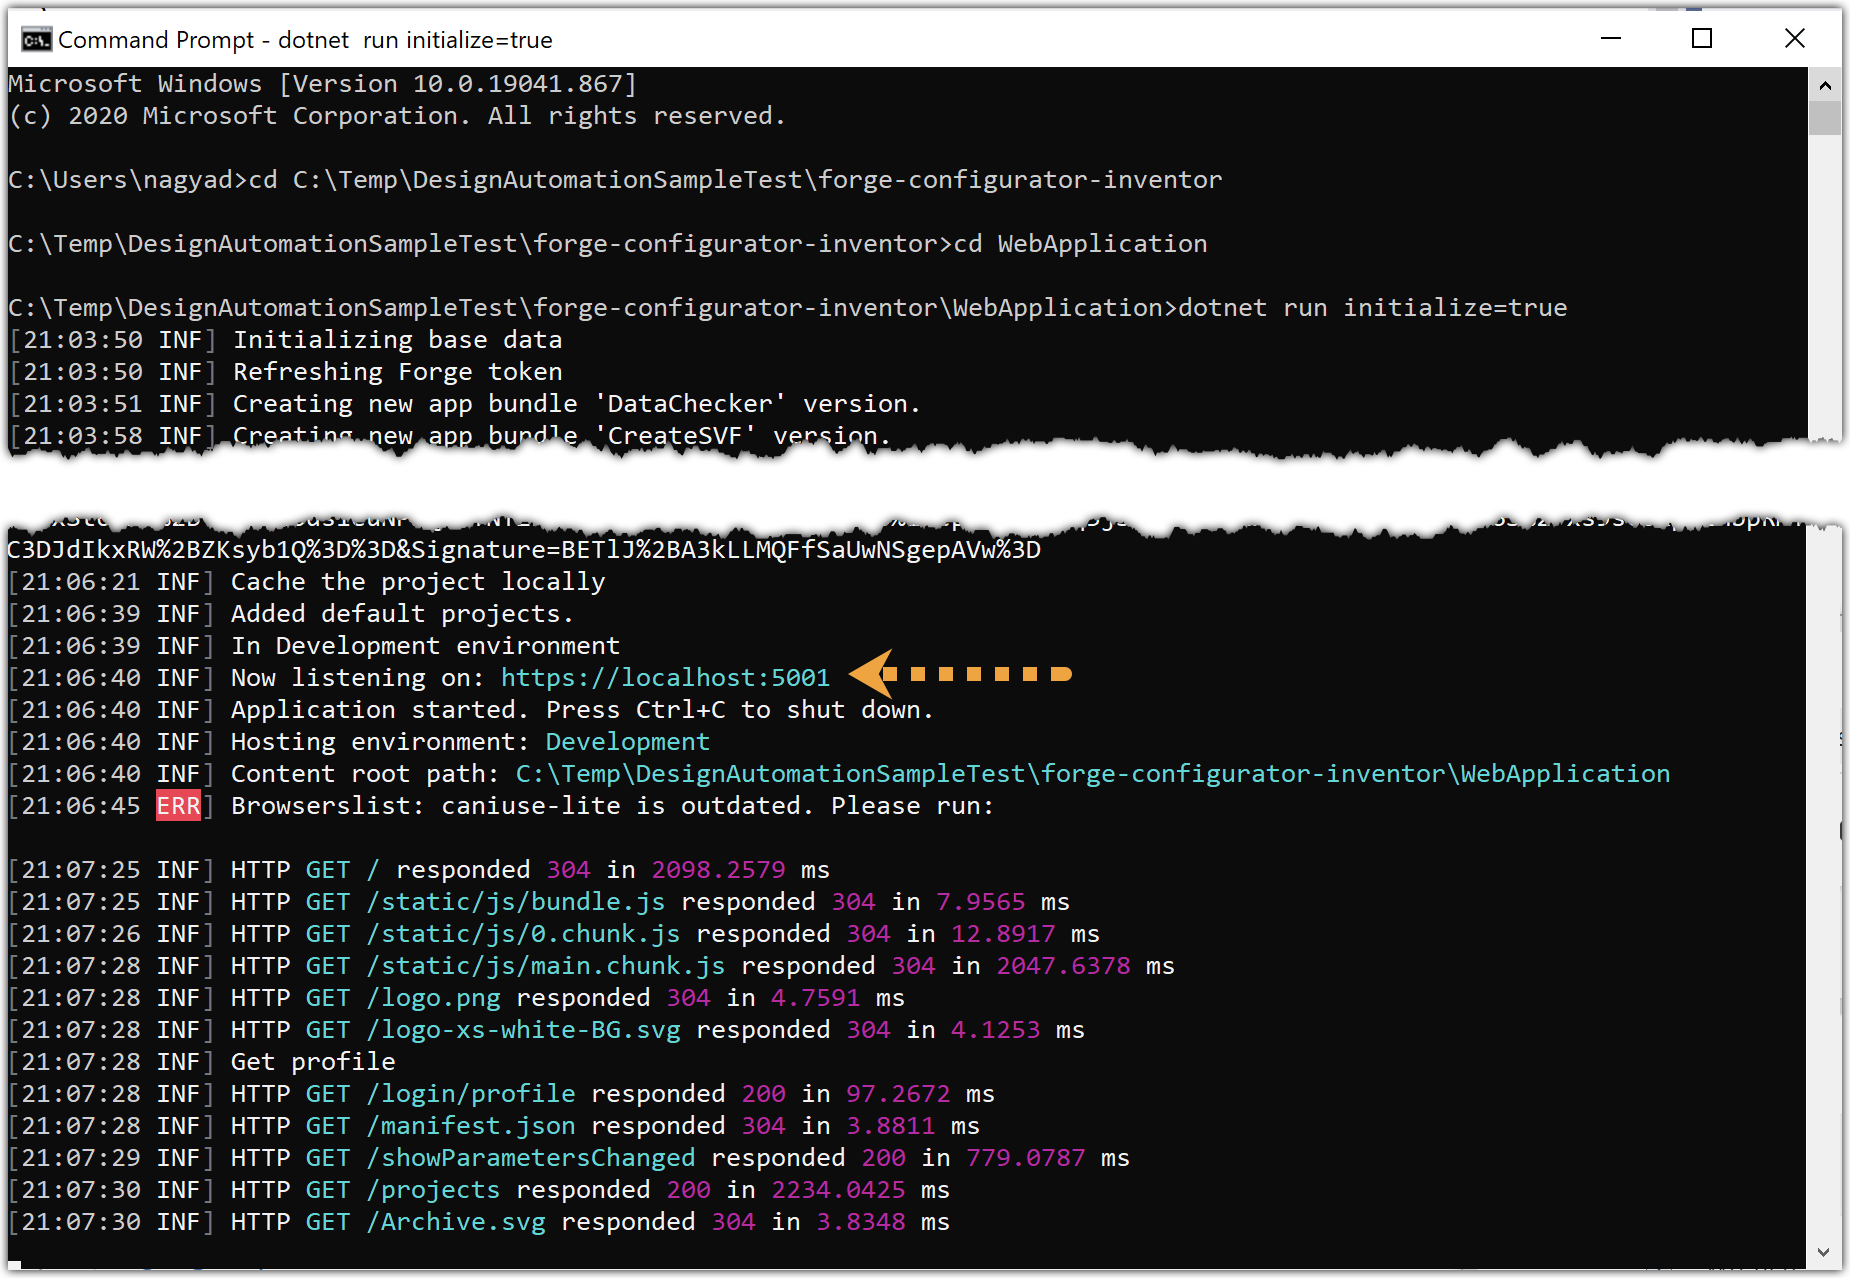 Command Prompt - dotnet  run initialize=true
Microsoft Windows [Version 10.0.19041.867]
(c) 2020 Microsoft Corporation. All rights reserved.
C:\Users\nagyad>cd C:\Temp\DesignAutomationSampleTest\forge-configurator-inventor
C:\Temp\DesignAutomationSampleTest\forge-configurator-inventor>cd WebApplication
C:\Temp\DesignAutomationSampleTest\forge-configurator-inventor\WebApplication>dotnet run initialize=true
[21:03:50 INF] Initializing base data
[21:03:50 INF] Refreshing Forge token
[21:03:51 INF] Creating new app bundle 'DataChecker' version.
[21:03:58 INF] Creating new app bundle 'CreateSVF' version.
C3DJdIkxRW%2BZKsyb1Q%3D%3D&Signature=BETlJ%2BA3kLLMQFfSaUwNSgepAVw%3D
[21:06:21 INF] Cache the project locally
[21:06:39 INF] Added default projects.
[21:06:39 INF] In Development environment
[21:06:40 INF] Now listening on: https://localhost:5001
[21:06:40 INF] Application started. Press Ctrl+C to shut down.
[21:06:40 INF] Hosting environment: Development
[21:06:40 INF] Content root path: C:\Temp\DesignAutomationSampleTest\forge-configurator-inventor\WebApplication
[21:06:45 ERR] Browserslist: caniuse-lite is outdated. Please run:
[21:07:25 INF] HTTP GET / responded 304 in 2098.2579 ms
[21:07:25 INF] HTTP GET /static/js/bundle.js responded 304 in 7.9565 ms
[21:07:26 INF] HTTP GET /static/js/0.chunk.js responded 304 in 12.8917 ms
[21:07:28 INF] HTTP GET /static/js/main.chunk.js responded 304 in 2047.6378 ms
[21:07:28 INF] HTTP GET /logo.png responded 304 in 4.7591 ms
[21:07:28 INF] HTTP GET /logo-xs-white-BG.svg responded 304 in 4.1253 ms
[21:07:28 INF] Get profile
[21:07:28 INF] HTTP GET /login/profile responded 200 in 97.2672 ms
[21:07:28 INF] HTTP GET /manifest.json responded 304 in 3.8811 ms
[21:07:29 INF] HTTP GET /showParametersChanged responded 200 in 779.0787 ms
[21:07:30 INF] HTTP GET /projects responded 200 in 2234.0425 ms
[21:07:30 INF] HTTP GET /Archive.svg responded 304 in 3.8348 ms